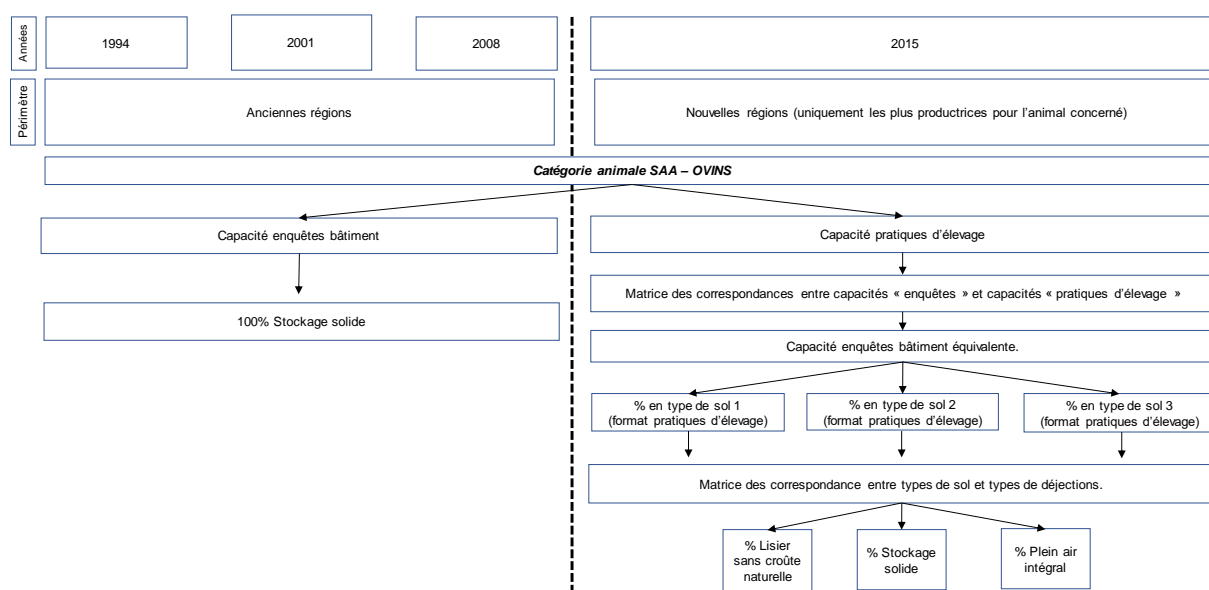 Années
1994
2001
2008
2015
Périmètre
Anciennes régions
Nouvelles régions (uniquement les plus productrices pour l'animal concerné)
Catégorie animale SAA – OVINS
Capacité enquêtes bâtiment
Capacité pratiques d'élevage
Matrice des correspondances entre capacités « enquêtes » et capacités « pratiques d'élevage »
100% Stockage solide
Capacité enquêtes bâtiment équivalente.
% en type de sol 1
(format pratiques d'élevage)
% en type de sol 2
(format pratiques d'élevage)
% en type de sol 3
(format pratiques d'élevage)
Matrice des correspondance entre types de sol et types de déjections.
% Lisier
sans croûte
naturelle
% Stockage
solide
% Plein air
intégral